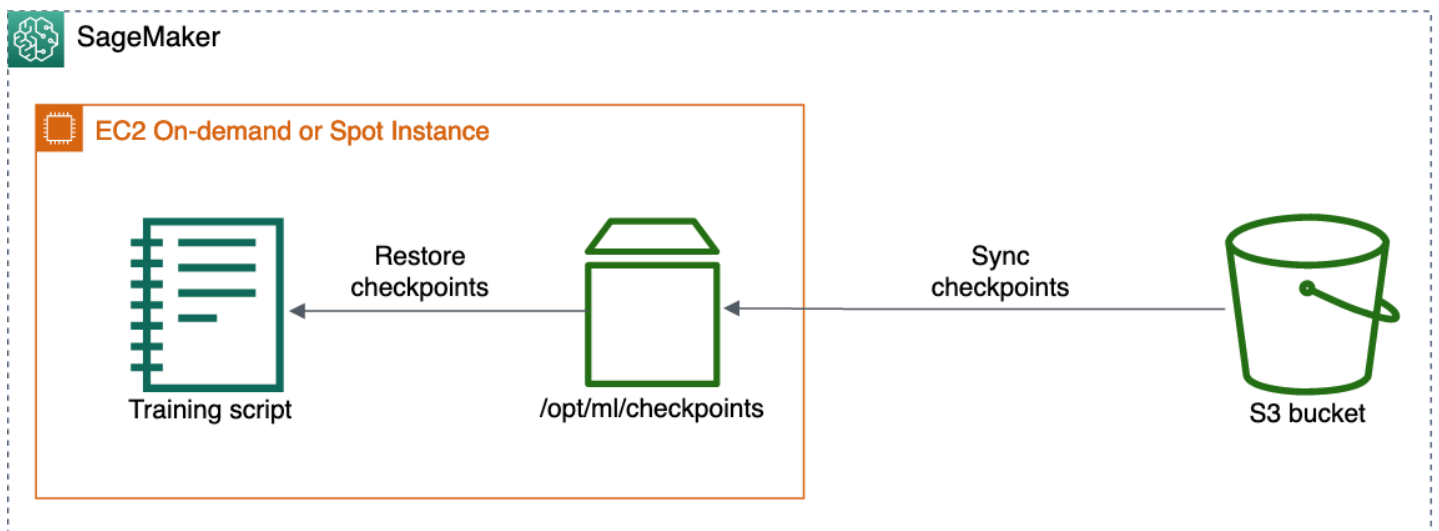 SageMaker
EC2 On-demand or Spot Instance
Restore
checkpoints
Sync
checkpoints
Training script
/opt/ml/checkpoints
S3 bucket